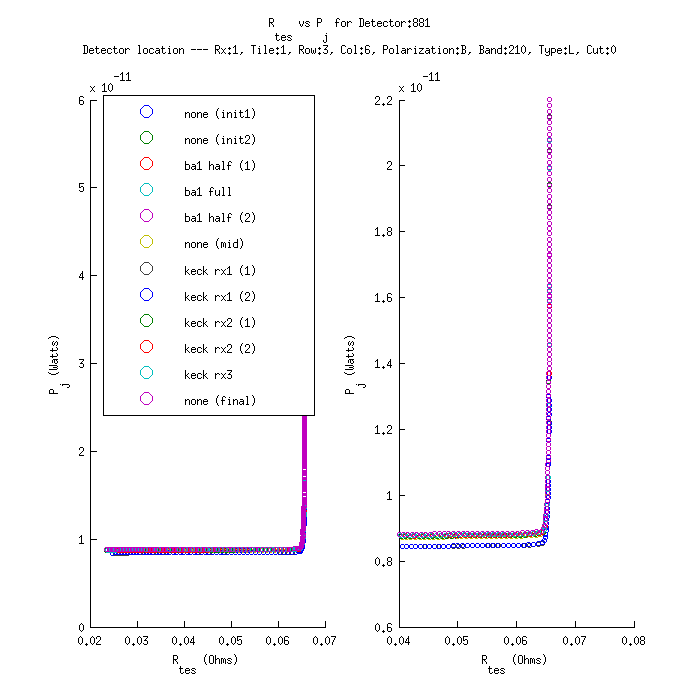 R    vs P  for Detector:881
tes    j
Detector location --- Rx:1, Tile:1, Row:3, Col:6, Polarization:B, Band:210, Type:L, Cut:0
x 10-11
6
5
4
3
2
1
0
0.02 0.03 0.04 0.05 0.06 0.07
P j (Watts)
R tes (Ohms)
none (init1)
none (init2)
ba1 half (1)
ba1 full
ba1 half (2)
none (mid)
keck rx1 (1)
keck rx1 (2)
keck rx2 (1)
keck rx2 (2)
keck rx3
none (final)
x 10-11
2.2
2
1.8
1.6
1.4
1.2
1
0.8
0.6
0.04 0.05 0.06 0.07 0.08
P j (Watts)
R tes (Ohms)